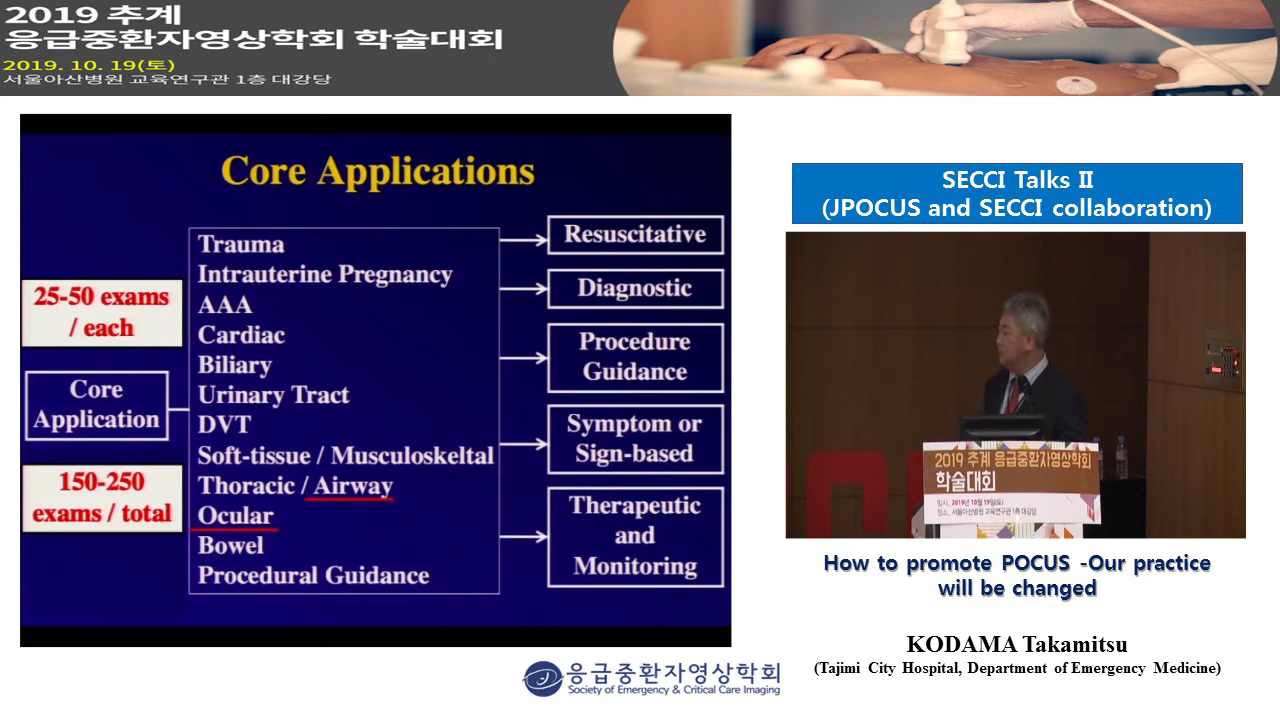 2019 추계
응급중환자영상학회 학술대회
2019. 10. 19(토)
서울아산병원 교육연구관 1층 대강당
Core Applications
25-50 exams
/ each
Core
Application
150-250
exams / total
Trauma
Intrauterine Pregnancy
AAA
Cardiac
Biliary
Urinary Tract
DVT
Soft-tissue / Musculoskeltal
Thoracic / Airway
Ocular
Bowel
Procedural Guidance
Resuscitative
Diagnostic
Procedure
Guidance
Symptom or
Sign-based
Therapeutic
and
Monitoring
SECCI Talks II
(JPOCUS and SECCI collaboration)
2019 추계 응급중환자영상학회
학술대회
일시_ 2019년 10월 19일(토)
장소_ 서울아산병원 교육연구관 1층 대강당
How to promote POCUS -Our practice
will be changed
KODAMA Takamitsu
(Tajimi City Hospital, Department of Emergency Medicine)
응급중환자영상학회
Society of Emergency & Critical Care Imaging